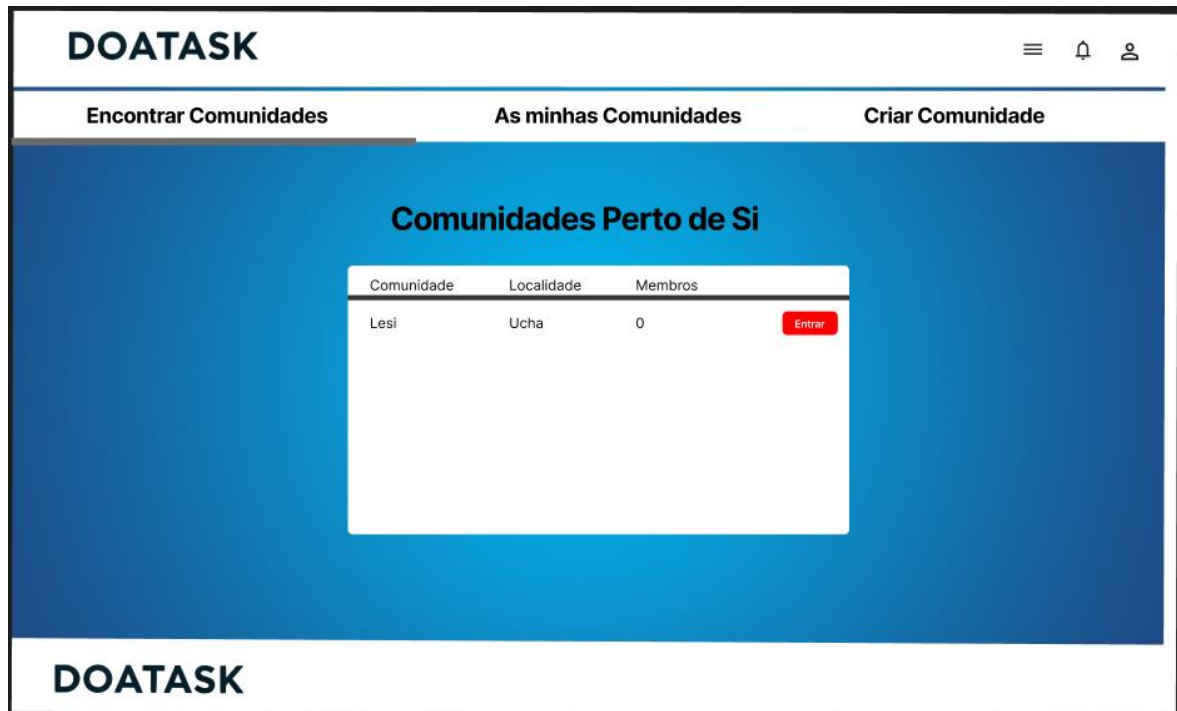 DOATASK
Encontrar Comunidades As minhas Comunidades Criar Comunidade
Comunidades Perto de Si
Comunidade Localidade Membros
Lesi Ucha 0 Entrar
DOATASK